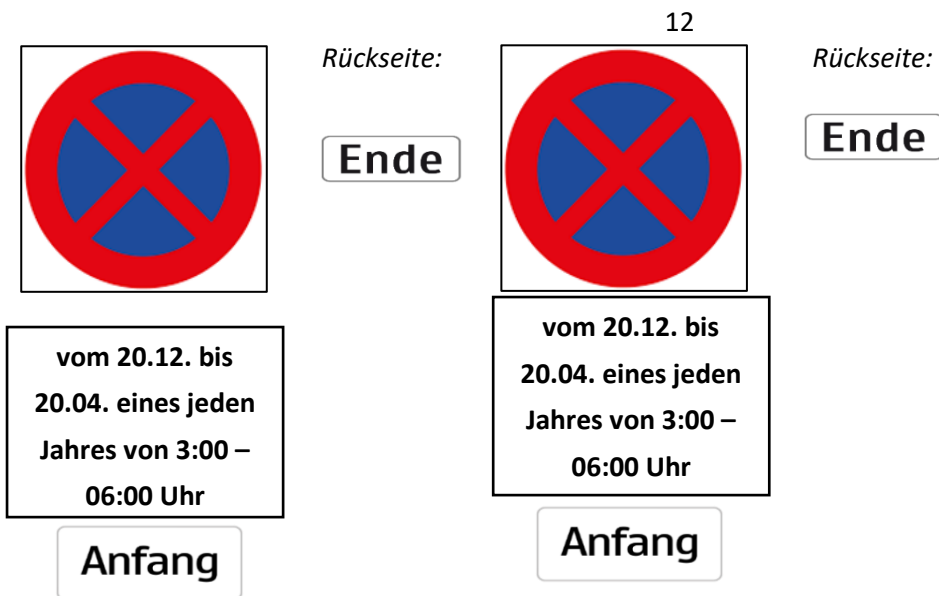 12
Rückseite:
Ende
vom 20.12. bis
20.04. eines jeden
Jahres von 3:00 –
06:00 Uhr
Anfang
Rückseite:
Ende
vom 20.12. bis
20.04. eines jeden
Jahres von 3:00 –
06:00 Uhr
Anfang